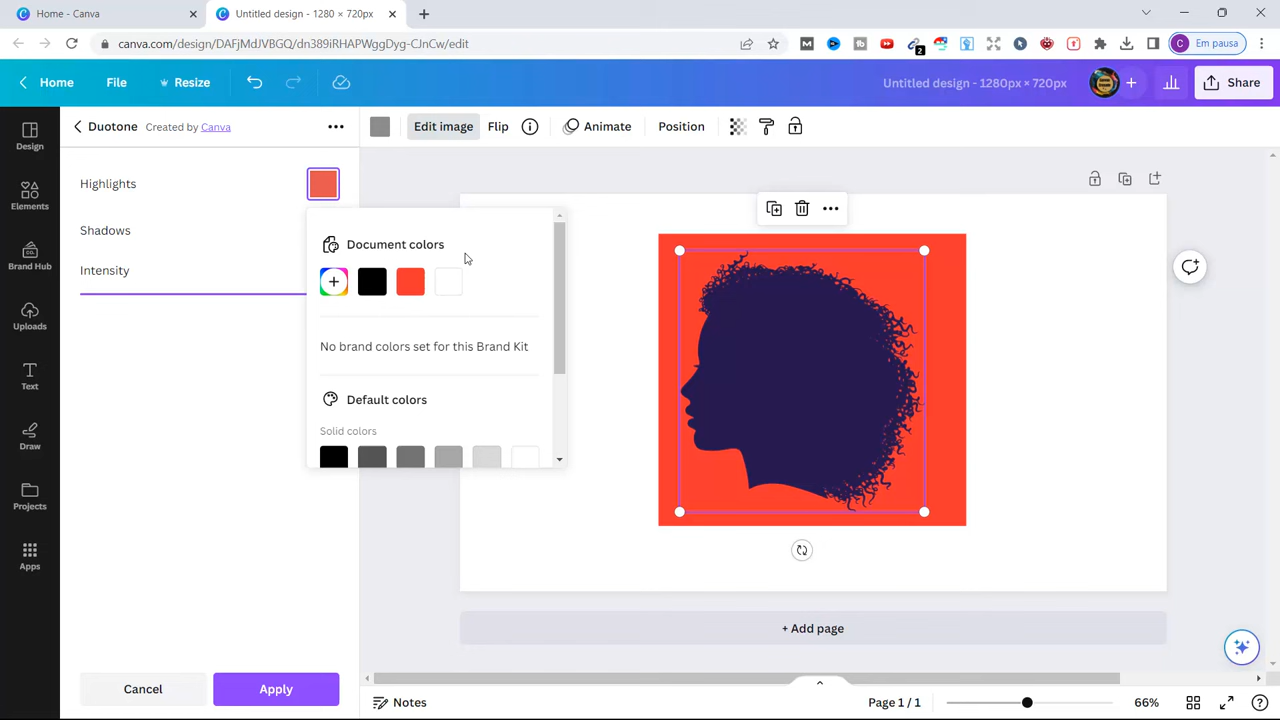 Home - Canva
Untitled design - 1280 × 720px
canva.com/design/DAFjMdJVBGQ/dn389iRHAPWggDyg-CJnCw/edit
2
C Em pausa
Home
File
Resize
Untitled design - 1280px × 720px
Share
Design
Elements
Brand Hub
Uploads
Text
Draw
Projects
Apps
Duotone Created by Canva
Edit image
Flip
Animate
Position
Highlights
Shadows
Intensity
Document colors
No brand colors set for this Brand Kit
Default colors
Solid colors
Cancel
Apply
+ Add page
Notes
Page 1 / 1
66%